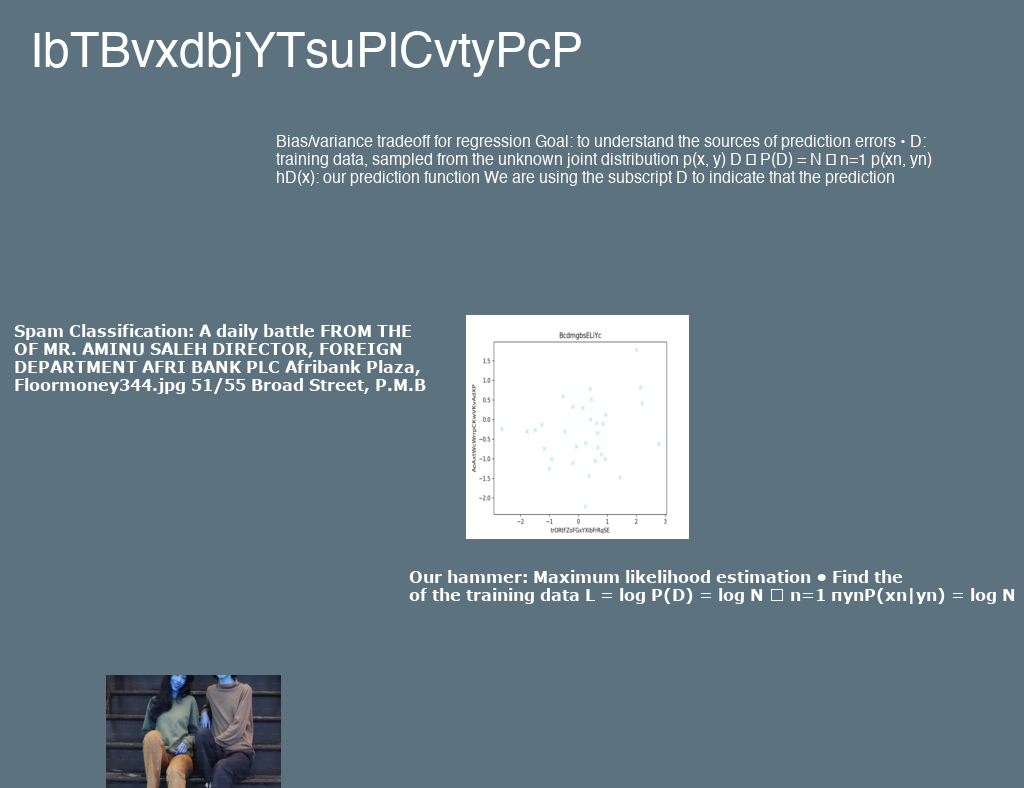 IbTBvxdbjYTsuPlCvtyPcP
Bias/variance tradeoff for regression Goal: to understand the sources of prediction errors • D:
training data, sampled from the unknown joint distribution p(x, y) D □ P(D) = N □ n=1 p(xn, yn)
hD(x): our prediction function We are using the subscript D to indicate that the prediction
Spam Classification: A daily battle FROM THE
OF MR. AMINU SALEH DIRECTOR, FOREIGN
DEPARTMENT AFRI BANK PLC Afribank Plaza,
Floormoney344.jpg 51/55 Broad Street, P.M.B
BcdmgbsELiYc
1.5
1.0
0.5
0.0
−0.5
−1.0
−1.5
−2.0
−2 −1 0 1 2 3
Our hammer: Maximum likelihood estimation • Find the
of the training data L = log P(D) = log N □ n=1 πynP(xn|yn) = log N